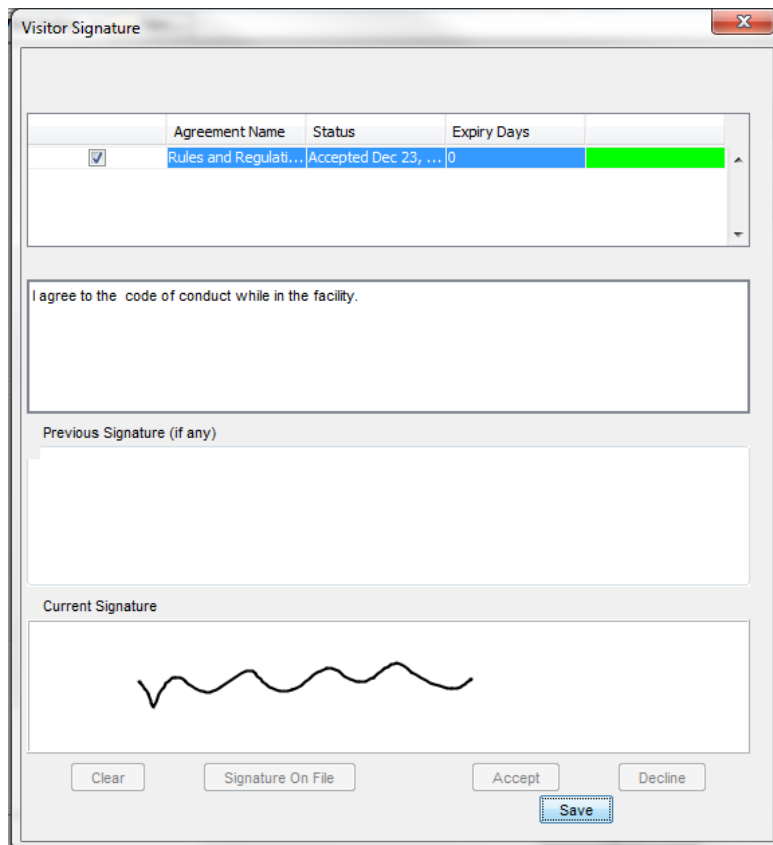 Visitor Signature
Agreement Name Status Expiry Days
Rules and Regulati... Accepted Dec 23, ... 0
I agree to the code of conduct while in the facility.
Previous Signature (if any)
Current Signature
Clear Signature On File Accept Decline
Save